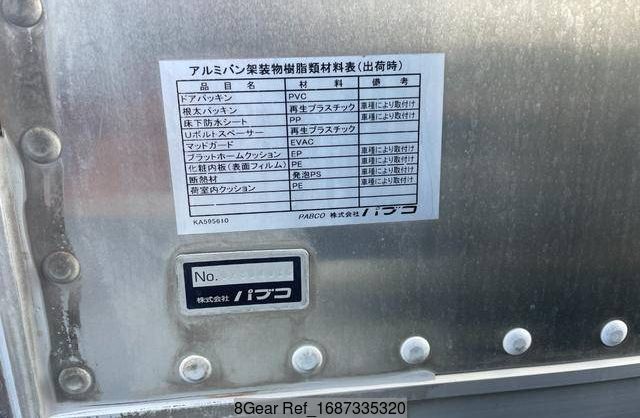 アルミバン架装物樹脂類材料表(出荷時)
品目名 材料 備考
ドアパッキン PVC
根太パッキン 再生プラスチック 車種により取付け
床下防水シート PP 車種により取付け
Uボルトスペーサー 再生プラスチック
マッドガード EVAC
プラットホームクッション EP 車種により取付け
化粧内板(表面フィルム) PE 車種により取付け
断熱材 発泡PS 車種により取付け
荷室内クッション PE 車種により取付け
KA595610 PABCO 株式会社 パブコ
No.
株式会社 パブコ
8Gear Ref_1687335320